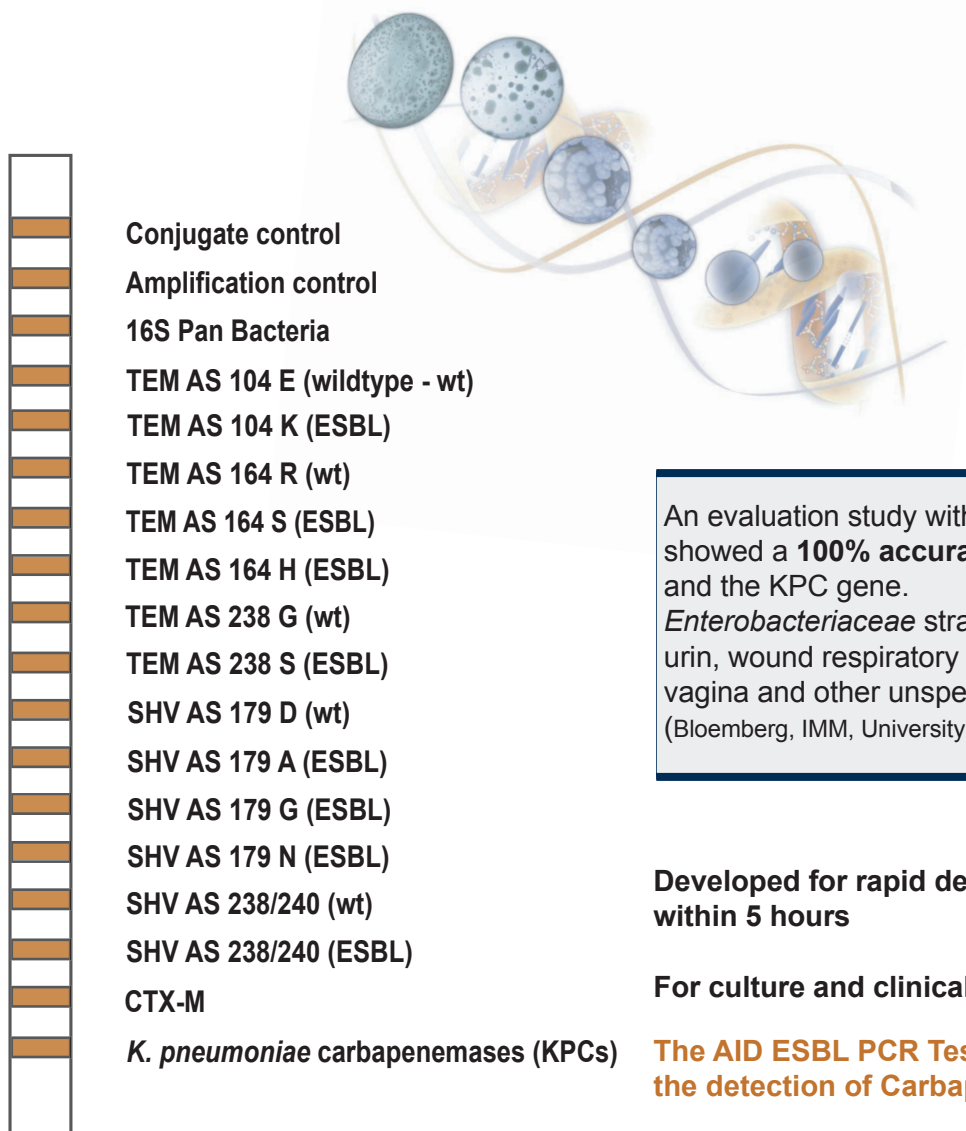 Conjugate control
Amplification control
16S Pan Bacteria
TEM AS 104 E (wildtype - wt)
TEM AS 104 K (ESBL)
TEM AS 164 R (wt)
TEM AS 164 S (ESBL)
TEM AS 164 H (ESBL)
TEM AS 238 G (wt)
TEM AS 238 S (ESBL)
SHV AS 179 D (wt)
SHV AS 179 A (ESBL)
SHV AS 179 G (ESBL)
SHV AS 179 N (ESBL)
SHV AS 238/240 (wt)
SHV AS 238/240 (ESBL)
CTX-M
K. pneumoniae carbapenemases (KPCs)
An evaluation study with
showed a 100% accura
and the KPC gene.
Enterobacteriaceae stra
urin, wound respiratory
vagina and other unspe
(Bloemberg, IMM, University
Developed for rapid de
within 5 hours
For culture and clinical
The AID ESBL PCR Tes
the detection of Carbap